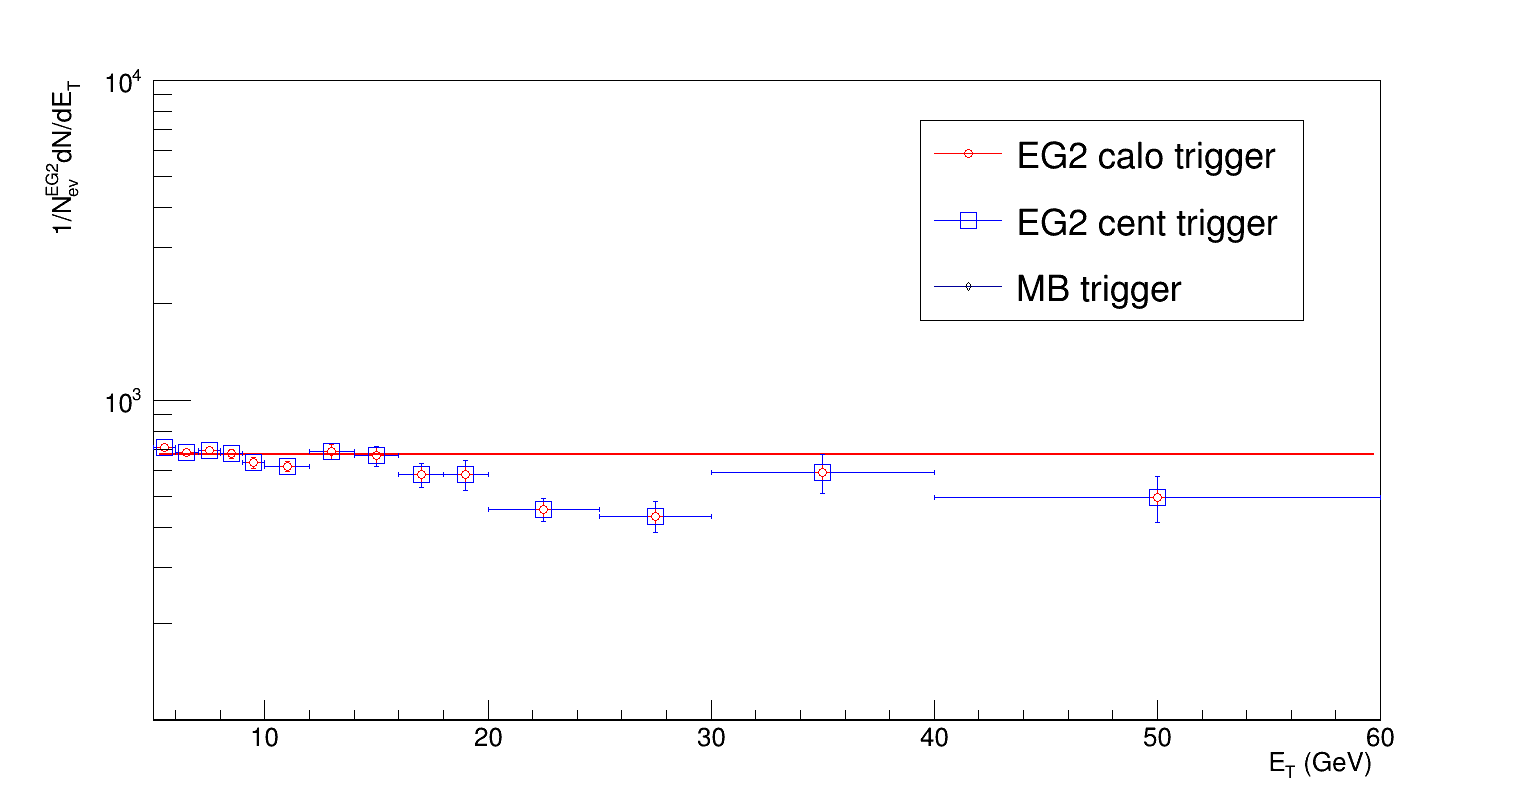 10^4
1/N_ev^EG2 dN/dE_T
EG2 calo trigger
EG2 cent trigger
MB trigger
10^3
10 20 30 40 50 60
E_T (GeV)